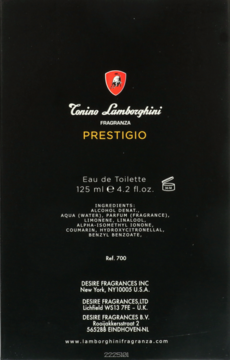 Tonino Lamborghini
FRAGRANZA
PRESTIGIO
Eau de Toilette
125 ml ℮ 4.2 fl.oz.
INGREDIENTS:
ALCOHOL DENAT.,
AQUA (WATER), PARFUM (FRAGRANCE),
LIMONENE, LINALOOL,
ALPHA-ISOMETHYL IONONE,
COUMARIN, HYDROXYCITRONELLAL,
BENZYL BENZOATE,
Ref. 700
DESIRE FRAGRANCES INC
New York, NY10005 U.S.A.
DESIRE FRAGRANCES,LTD
Lichfield WS13 7FE – U.K.
DESIRE FRAGRANCES B.V.
Rooijakkersstraat 2
5652BB EINDHOVEN-NL
www.lamborghinifragranza.com